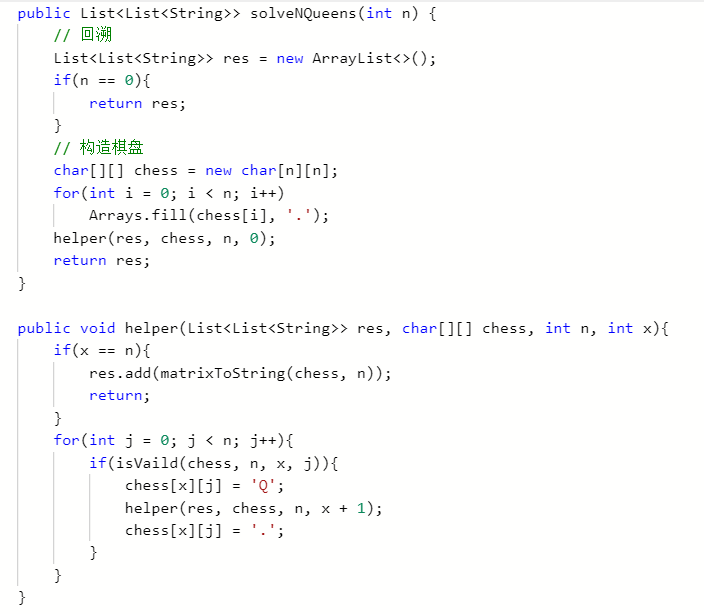 public List<List<String>> solveNQueens(int n) {
    // 回溯
    List<List<String>> res = new ArrayList<>();
    if(n == 0){
        return res;
    }
    // 构造棋盘
    char[][] chess = new char[n][n];
    for(int i = 0; i < n; i++)
        Arrays.fill(chess[i], '.');
    helper(res, chess, n, 0);
    return res;
}

public void helper(List<List<String>> res, char[][] chess, int n, int x){
    if(x == n){
        res.add(matrixToString(chess, n));
        return;
    }
    for(int j = 0; j < n; j++){
        if(isVaild(chess, n, x, j)){
            chess[x][j] = 'Q';
            helper(res, chess, n, x + 1);
            chess[x][j] = '.';
        }
    }
}